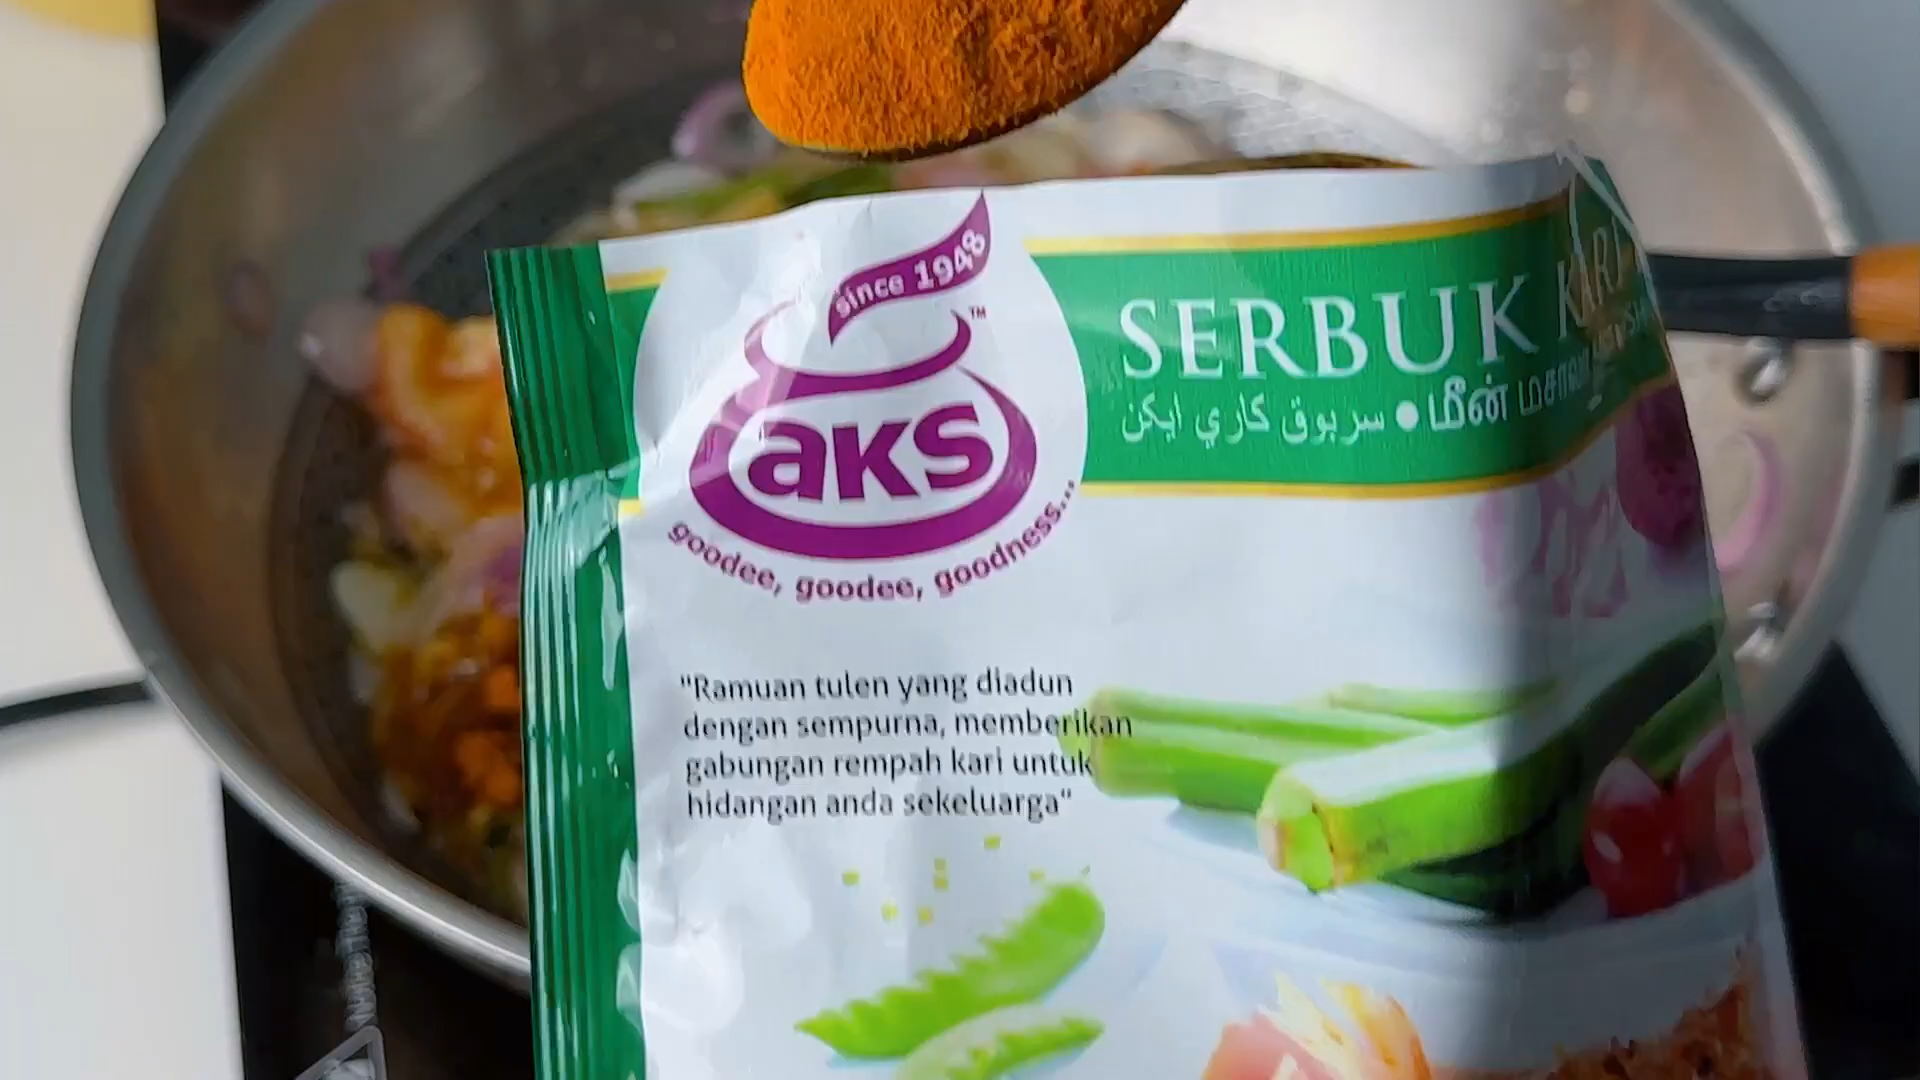 since 1948
TM
aks
goodee, goodee, goodness...
SERBUK KARI
سربوق كاري ايكن • மீன் மசாலா
"Ramuan tulen yang diadun
dengan sempurna, memberikan
gabungan rempah kari untuk
hidangan anda sekeluarga"